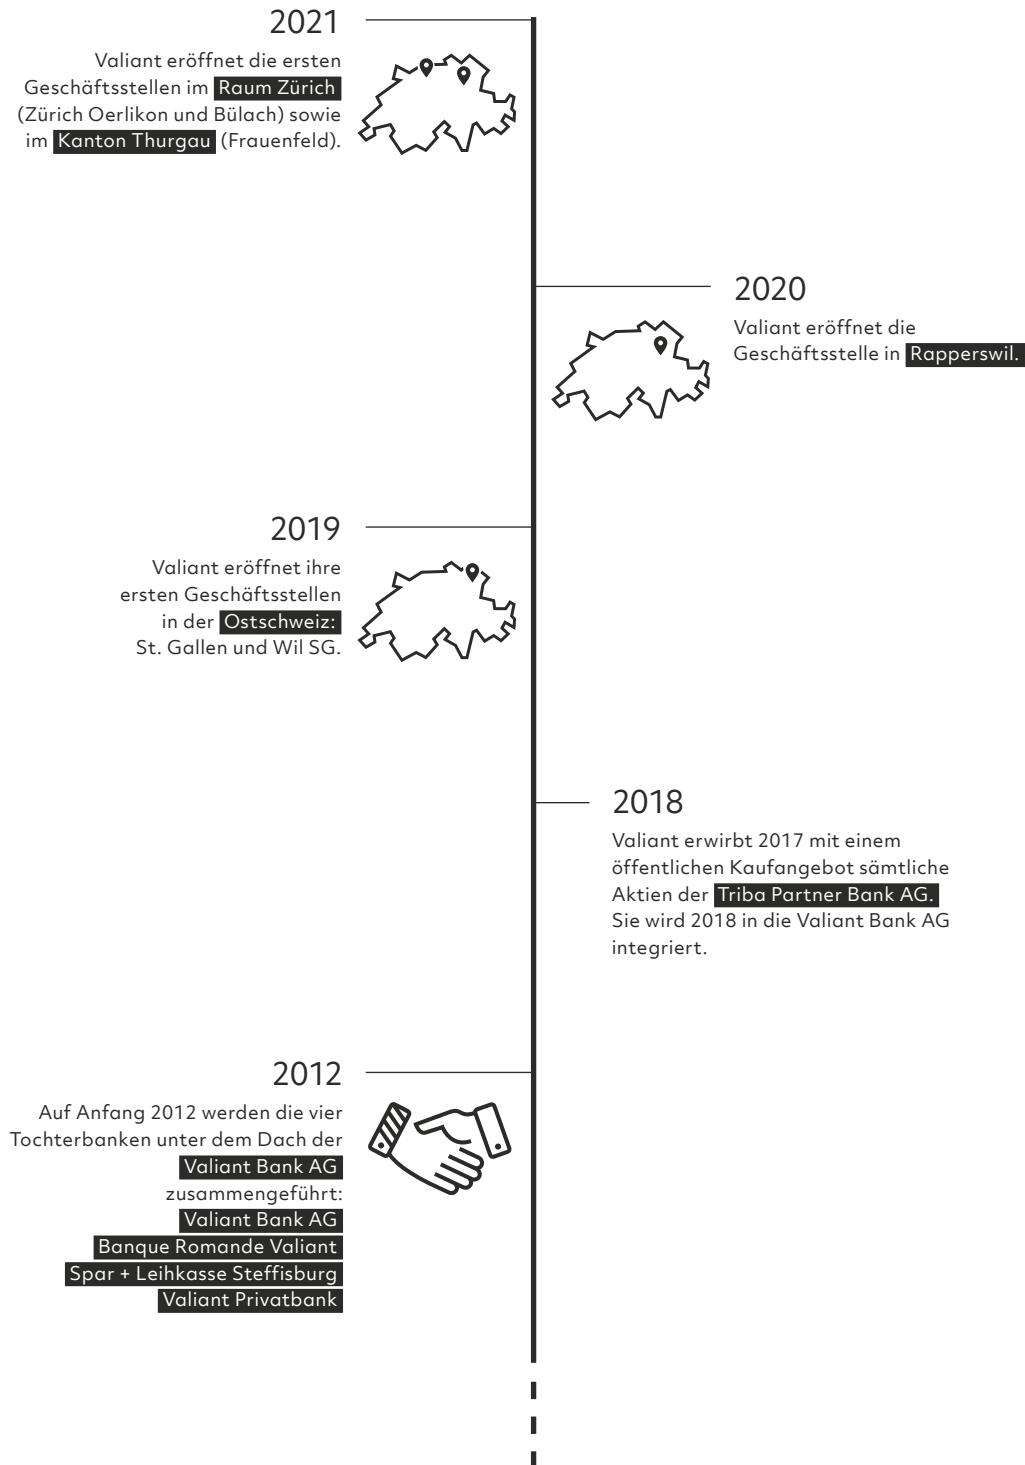 2021
Valiant eröffnet die ersten
Geschäftsstellen im Raum Zürich
(Zürich Oerlikon und Bülach) sowie
im Kanton Thurgau (Frauenfeld).
2020
Valiant eröffnet die
Geschäftsstelle in Rapperswil.
2019
Valiant eröffnet ihre
ersten Geschäftsstellen
in der Ostschweiz:
St. Gallen und Wil SG.
2018
Valiant erwirbt 2017 mit einem
öffentlichen Kaufangebot sämtliche
Aktien der Triba Partner Bank AG.
Sie wird 2018 in die Valiant Bank AG
integriert.
2012
Auf Anfang 2012 werden die vier
Tochterbanken unter dem Dach der
Valiant Bank AG
zusammengeführt:
Valiant Bank AG
Banque Romande Valiant
Spar + Leihkasse Steffisburg
Valiant Privatbank